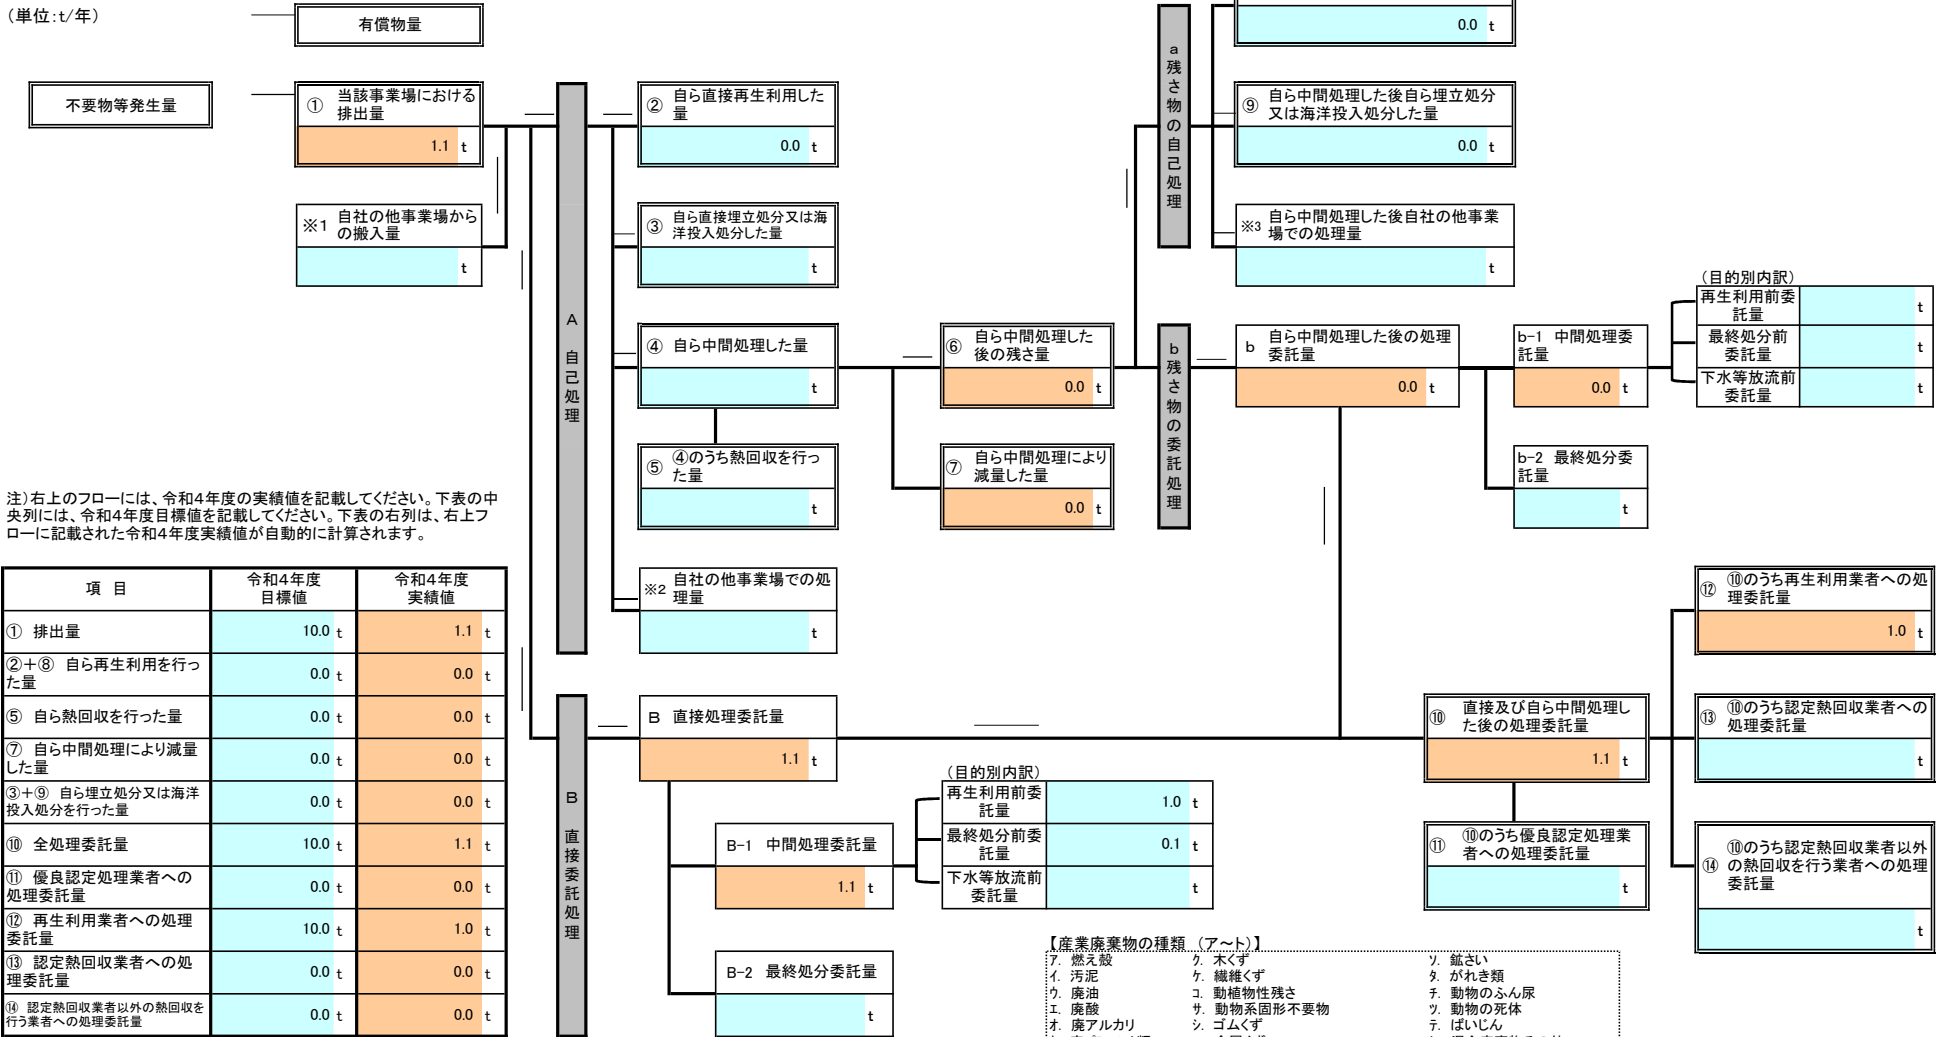 (単位:t/年)
有償物量
不要物等発生量
① 当該事業場における
排出量
1.1 t
※1 自社の他事業場から
の搬入量
t
A 自己処理
② 自ら直接再生利用した
量
0.0 t
③ 自ら直接埋立処分又は海
洋投入処分した量
t
④ 自ら中間処理した量
t
⑤ ④のうち熱回収を行っ
た量
t
※2 自社の他事業場での処
理量
t
⑥ 自ら中間処理した
後の残さ量
0.0 t
⑦ 自ら中間処理により
減量した量
0.0 t
a 残さ物の自己処理
0.0 t
⑨ 自ら中間処理した後自ら埋立処分
又は海洋投入処分した量
0.0 t
※3 自ら中間処理した後自社の他事業
場での処理量
t
b 残さ物の委託処理
b 自ら中間処理した後の処理
委託量
0.0 t
b-1 中間処理委
託量
0.0 t
b-2 最終処分委
託量
t
(目的別内訳)
再生利用前委
託量
t
最終処分前
委託量
t
下水等放流前
委託量
t
注)右上のフローには、令和4年度の実績値を記載してください。下表の中
央列には、令和4年度目標値を記載してください。下表の右列は、右上フ
ローに記載された令和4年度実績値が自動的に計算されます。
項 目 令和4年度 令和4年度
目標値 実績値
① 排出量 10.0 t 1.1 t
②+⑧ 自ら再生利用を行っ
た量 0.0 t 0.0 t
⑤ 自ら熱回収を行った量 0.0 t 0.0 t
⑦ 自ら中間処理により減量
した量 0.0 t 0.0 t
③+⑨ 自ら埋立処分又は海洋
投入処分を行った量 0.0 t 0.0 t
⑩ 全処理委託量 10.0 t 1.1 t
⑪ 優良認定処理業者への
処理委託量 0.0 t 0.0 t
⑫ 再生利用業者への処理
委託量 10.0 t 1.0 t
⑬ 認定熱回収業者への処
理委託量 0.0 t 0.0 t
⑭ 認定熱回収業者以外の熱回収を
行う業者への処理委託量 0.0 t 0.0 t
B 直接委託処理
B 直接処理委託量
1.1 t
B-1 中間処理委託量
1.1 t
B-2 最終処分委託量
t
(目的別内訳)
再生利用前委
託量
1.0 t
最終処分前委
託量
0.1 t
下水等放流前
委託量
t
⑩ 直接及び自ら中間処理し
た後の処理委託量
1.1 t
⑪ ⑩のうち優良認定処理業
者への処理委託量
t
⑫ ⑩のうち再生利用業者への処
理委託量
1.0 t
⑬ ⑩のうち認定熱回収業者への
処理委託量
t
⑭ ⑩のうち認定熱回収業者以外
の熱回収を行う業者への処理
委託量
t
【産業廃棄物の種類 (ア~ト)】
ア. 燃え殻 ク. 木くず ソ. 鉱さい
イ. 汚泥 ケ. 繊維くず タ. がれき類
ウ. 廃油 コ. 動植物性残さ チ. 動物のふん尿
エ. 廃酸 サ. 動物系固形不要物 ツ. 動物の死体
オ. 廃アルカリ シ. ゴムくず テ. ばいじん